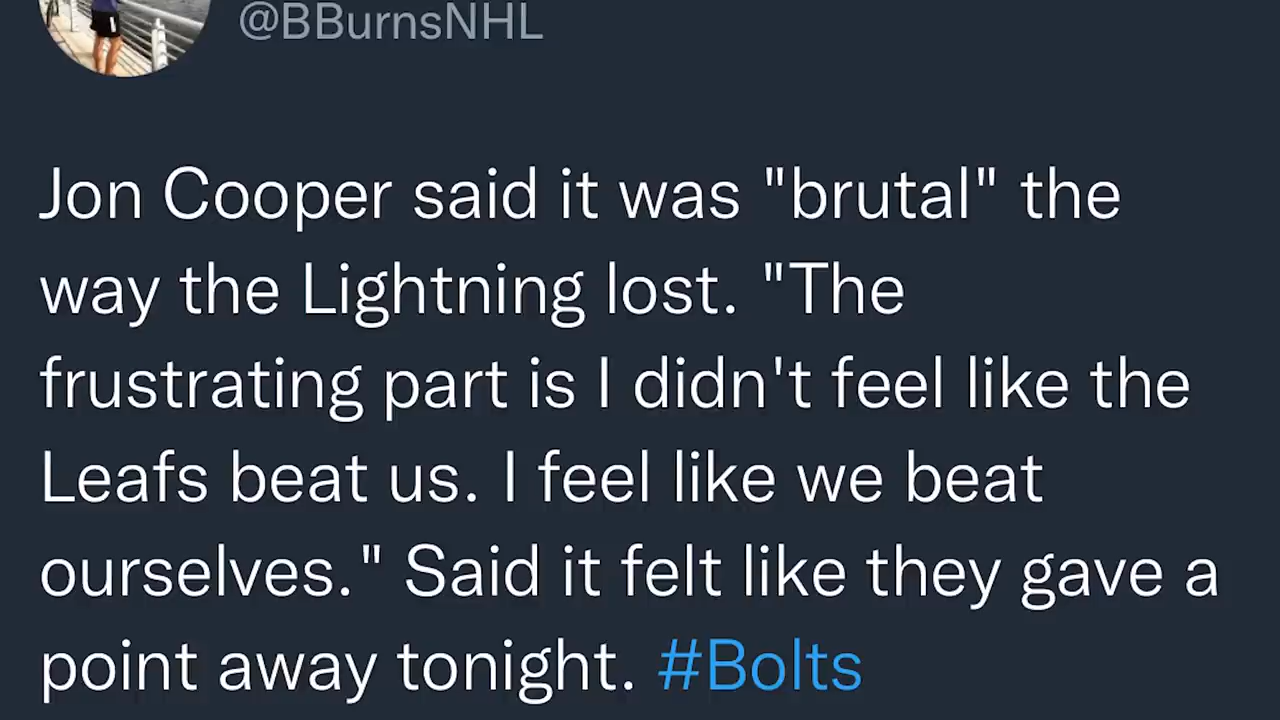 @BBurnsNHL
Jon Cooper said it was "brutal" the
way the Lightning lost. "The
frustrating part is I didn't feel like the
Leafs beat us. I feel like we beat
ourselves." Said it felt like they gave a
point away tonight. #Bolts